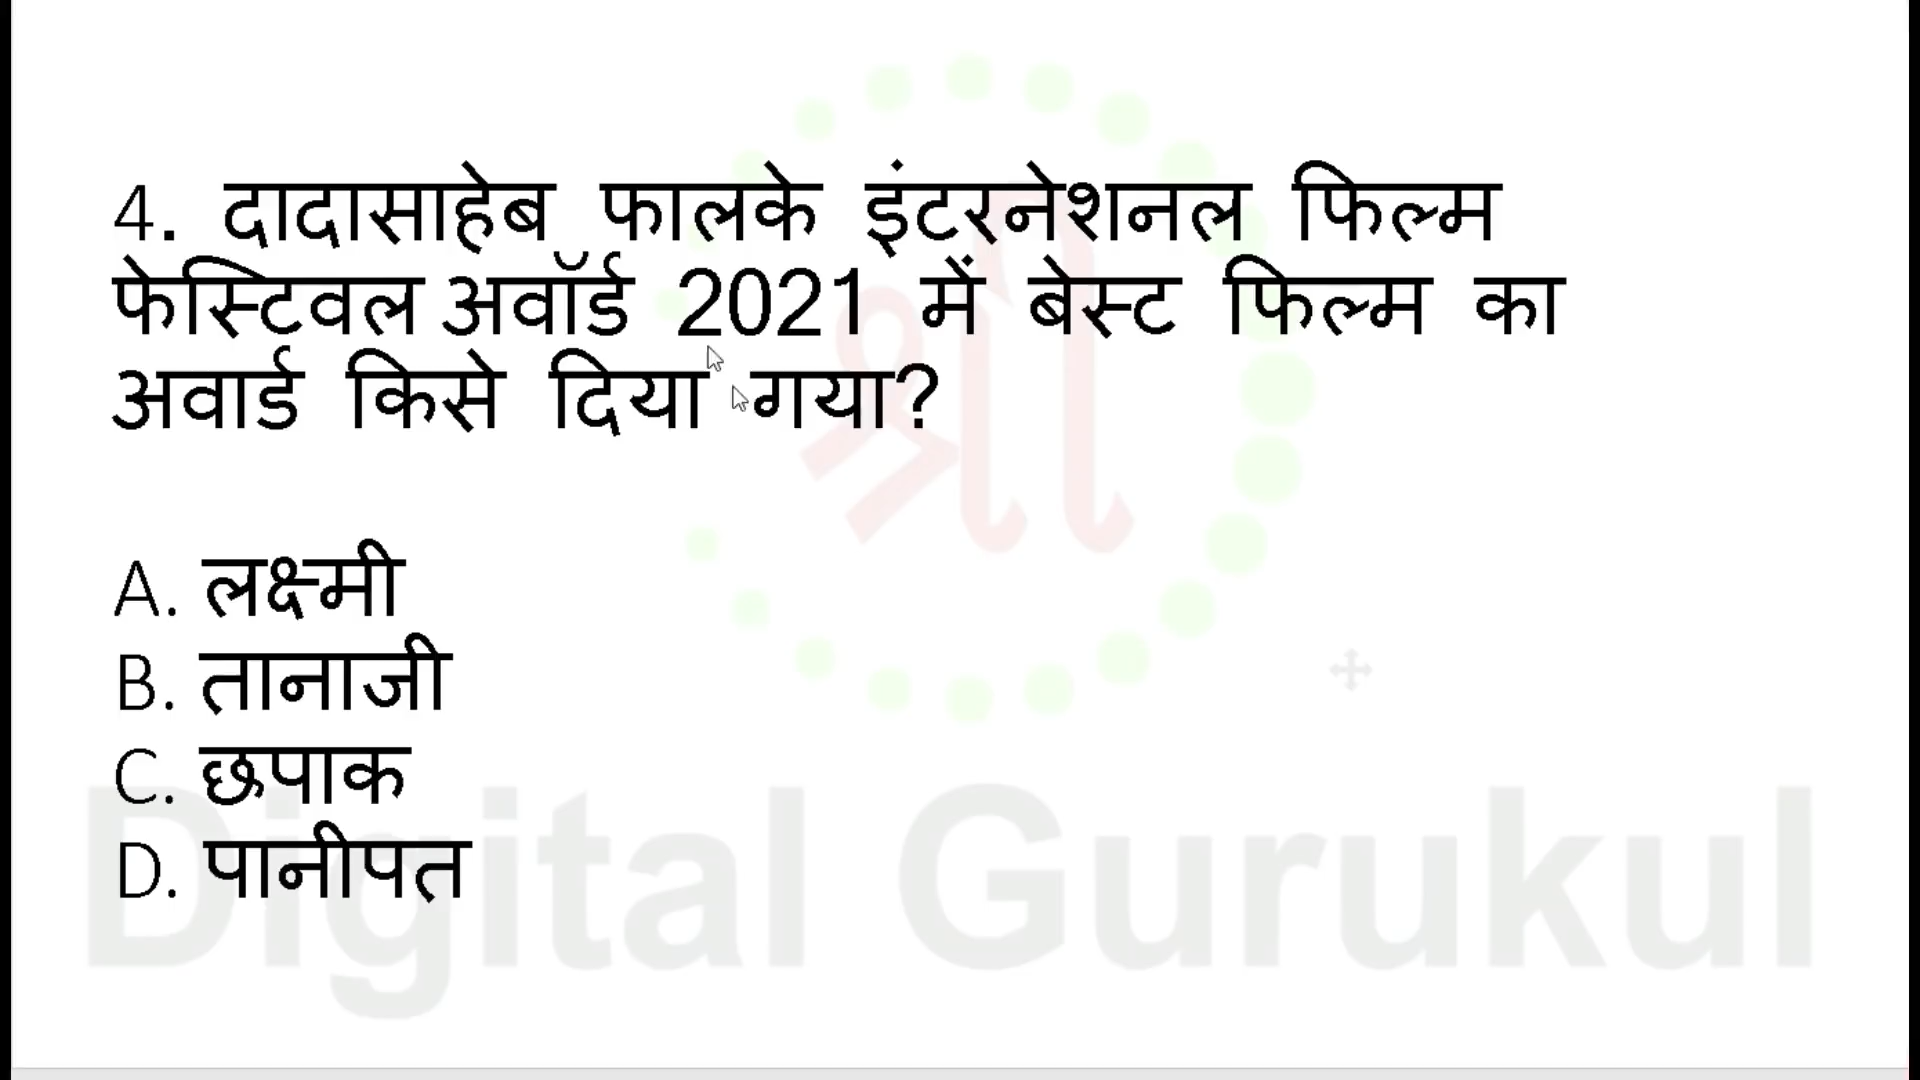 4. दादासाहेब फालके इंटरनेशनल फिल्म
फेस्टिवल अवॉर्ड 2021 में बेस्ट फिल्म का
अवार्ड किसे दिया गया?
श्री
A. लक्ष्मी
B. तानाजी
C. छपाक
D. पानीपत
Digital Gurukul